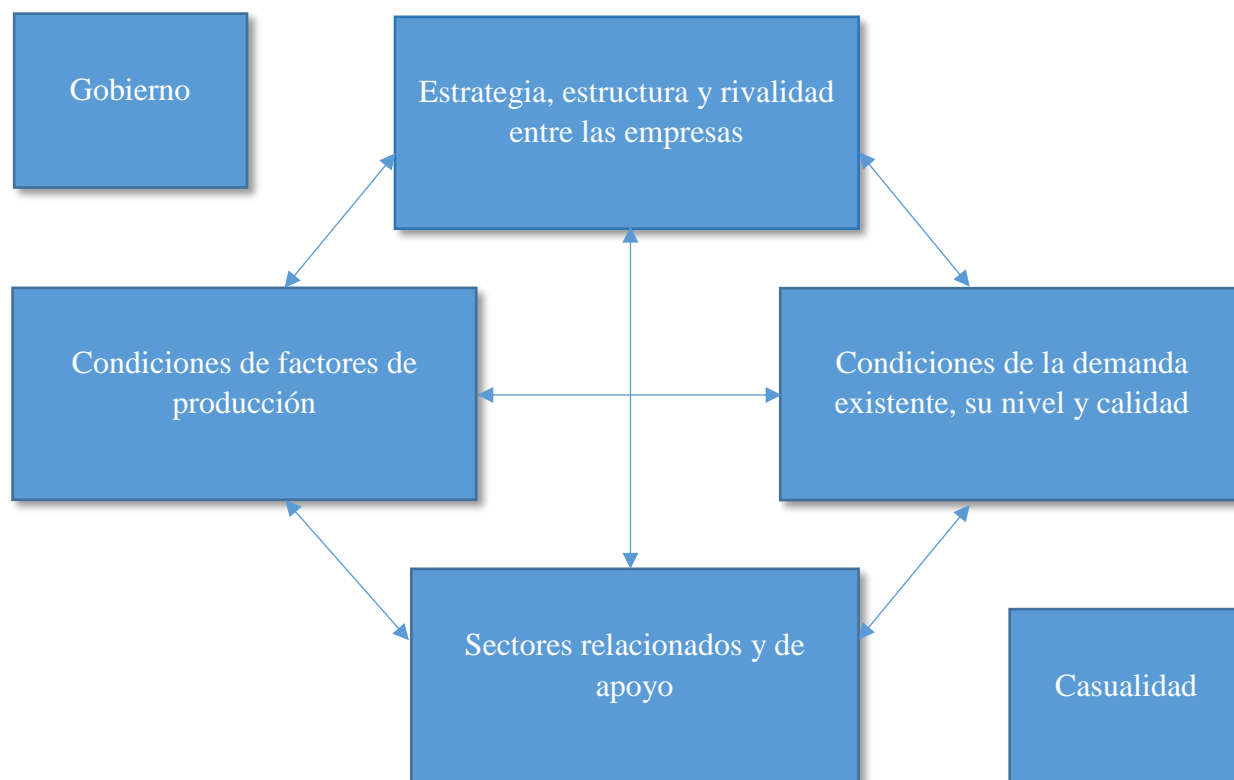 Gobierno
Estrategia, estructura y rivalidad
entre las empresas
Condiciones de factores de
producción
Condiciones de la demanda
existente, su nivel y calidad
Sectores relacionados y de
apoyo
Casualidad